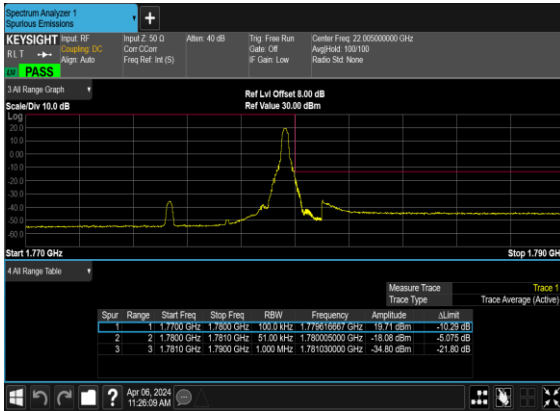 Spectrum Analyzer 1
Spurious Emissions
+
KEYSIGHT Input: RF Input Z: 50 Ω Atten: 40 dB Trig: Free Run Center Freq: 22.005000000 GHz
R L T Coupling: DC Corr CCorr Gate: Off Avg|Hold: 100/100
Align: Auto Freq Ref: Int (S) IF Gain: Low Radio Std: None
PASS
3 All Range Graph
Ref Lvl Offset 8.00 dB
Scale/Div 10.0 dB Ref Value 30.00 dBm
Log
20.0
10.0
0.00
-10.0
-20.0
-30.0
-40.0
-50.0
-60.0
Start 1.770 GHz Stop 1.790 GH
4 All Range Table
Measure Trace Trace 1
Trace Type Trace Average (Active)
Spur Range Start Freq Stop Freq RBW Frequency Amplitude ΔLimit
1 1 1.7700 GHz 1.7800 GHz 100.0 kHz 1.779616667 GHz 19.71 dBm -10.29 dB
2 2 1.7800 GHz 1.7810 GHz 51.00 kHz 1.780005000 GHz -18.08 dBm -5.075 dB
3 3 1.7810 GHz 1.7900 GHz 1.000 MHz 1.781030000 GHz -34.80 dBm -21.80 dB
?
Apr 06, 2024
11:26:09 AM